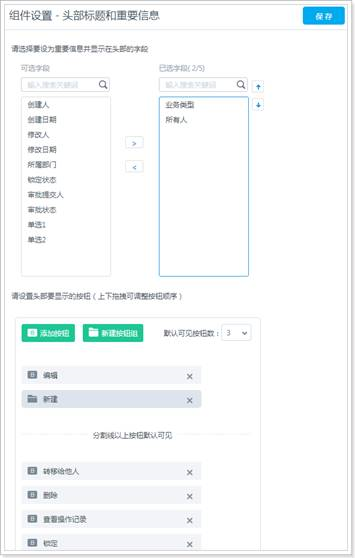 组件设置 - 头部标题和重要信息
保存
请选择要设为重要信息并显示在头部的字段
可选字段
已选字段( 2/5)
输入搜索关键词
输入搜索关键词
创建人
创建日期
修改人
修改日期
所属部门
锁定状态
审批提交人
审批状态
单选1
单选2
>
<
业务类型
所有人
请设置头部要显示的按钮（上下拖拽可调整按钮顺序）
添加按钮
新建按钮组
默认可见按钮数：
3
编辑
新建
分割线以上按钮默认可见
转移给他人
删除
查看操作记录
锁定